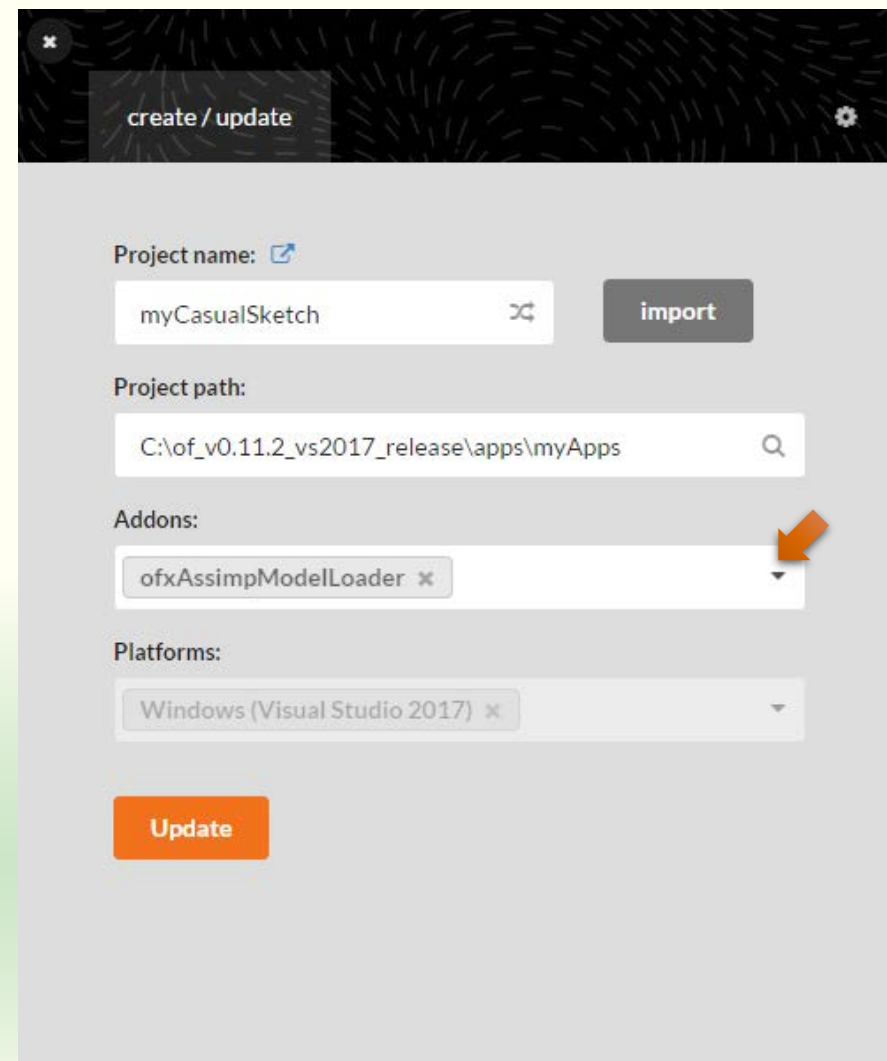 create / update
Project name:
myCasualSketch
import
Project path:
C:\of_v0.11.2_vs2017_release\apps\myApps
Addons:
ofxAssimpModelLoader
Platforms:
Windows (Visual Studio 2017)
Update